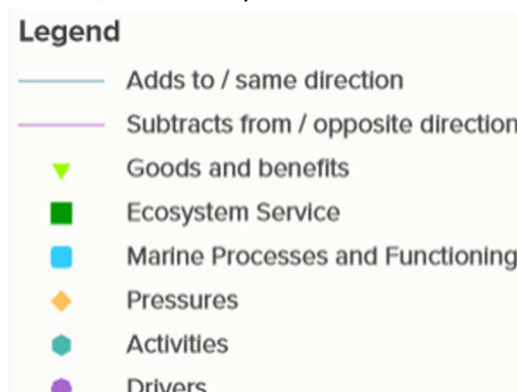 Legend
Adds to / same direction
Subtracts from / opposite direction
Goods and benefits
Ecosystem Service
Marine Processes and Functioning
Pressures
Activities
Drivers